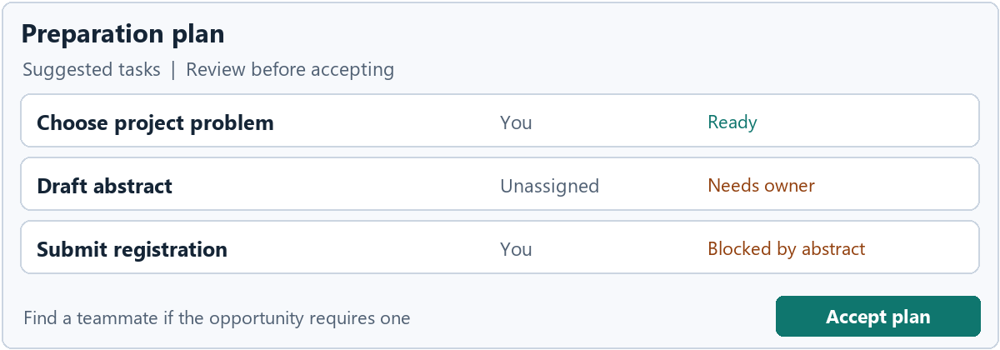 Preparation plan
Suggested tasks | Review before accepting
Choose project problem You Ready
Draft abstract Unassigned Needs owner
Submit registration You Blocked by abstract
Find a teammate if the opportunity requires one Accept plan